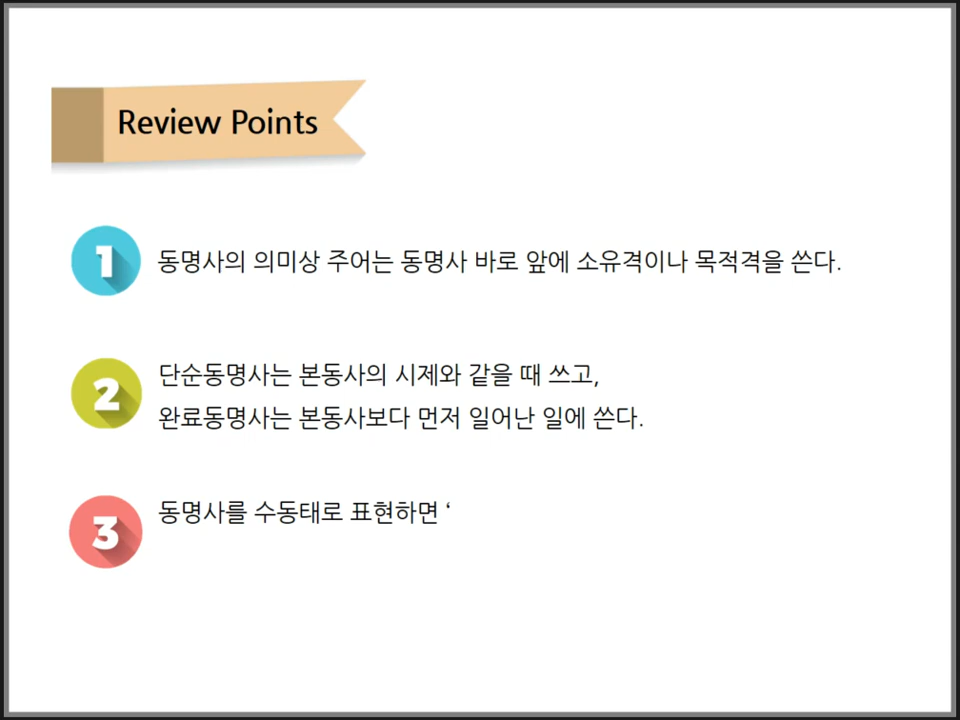 Review Points
1
동명사의 의미상 주어는 동명사 바로 앞에 소유격이나 목적격을 쓴다.
2
단순동명사는 본동사의 시제와 같을 때 쓰고,
완료동명사는 본동사보다 먼저 일어난 일에 쓴다.
3
동명사를 수동태로 표현하면 ‘